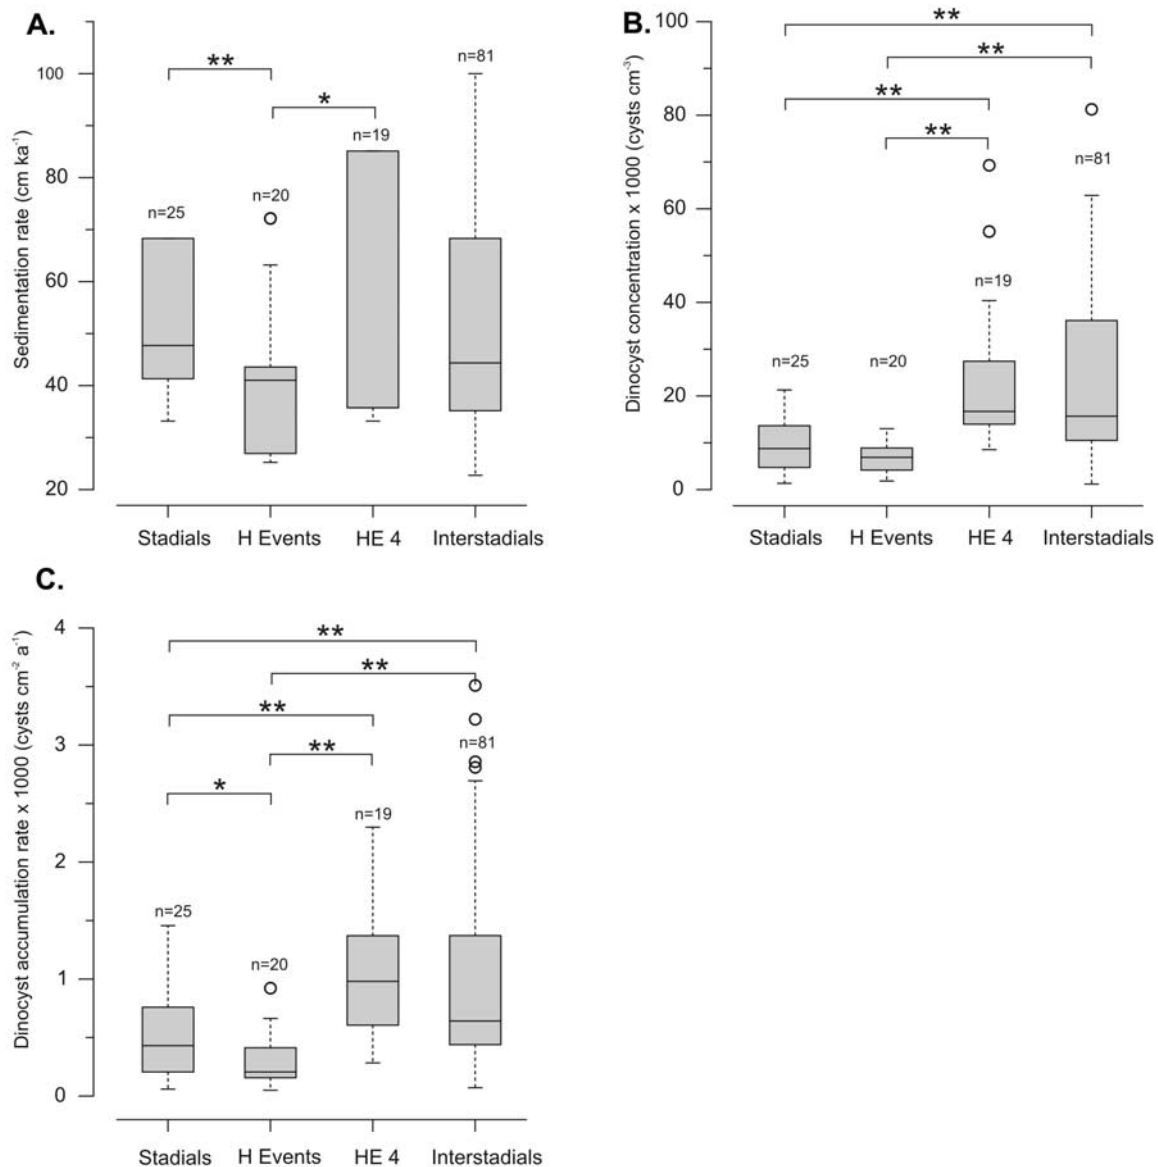 A.
Sedimentation rate (cm ka⁻¹)
100
80
60
40
20
**
*
n=25
n=20
n=19
n=81
Stadials H Events HE 4 Interstadials
B.
Dinocyst concentration x 1000 (cysts cm⁻³)
100
80
60
40
20
0
**
**
**
**
n=25
n=20
n=19
n=81
Stadials H Events HE 4 Interstadials
C.
Dinocyst accumulation rate x 1000 (cysts cm⁻² a⁻¹)
4
3
2
1
0
**
**
**
**
*
n=25
n=20
n=19
n=81
Stadials H Events HE 4 Interstadials